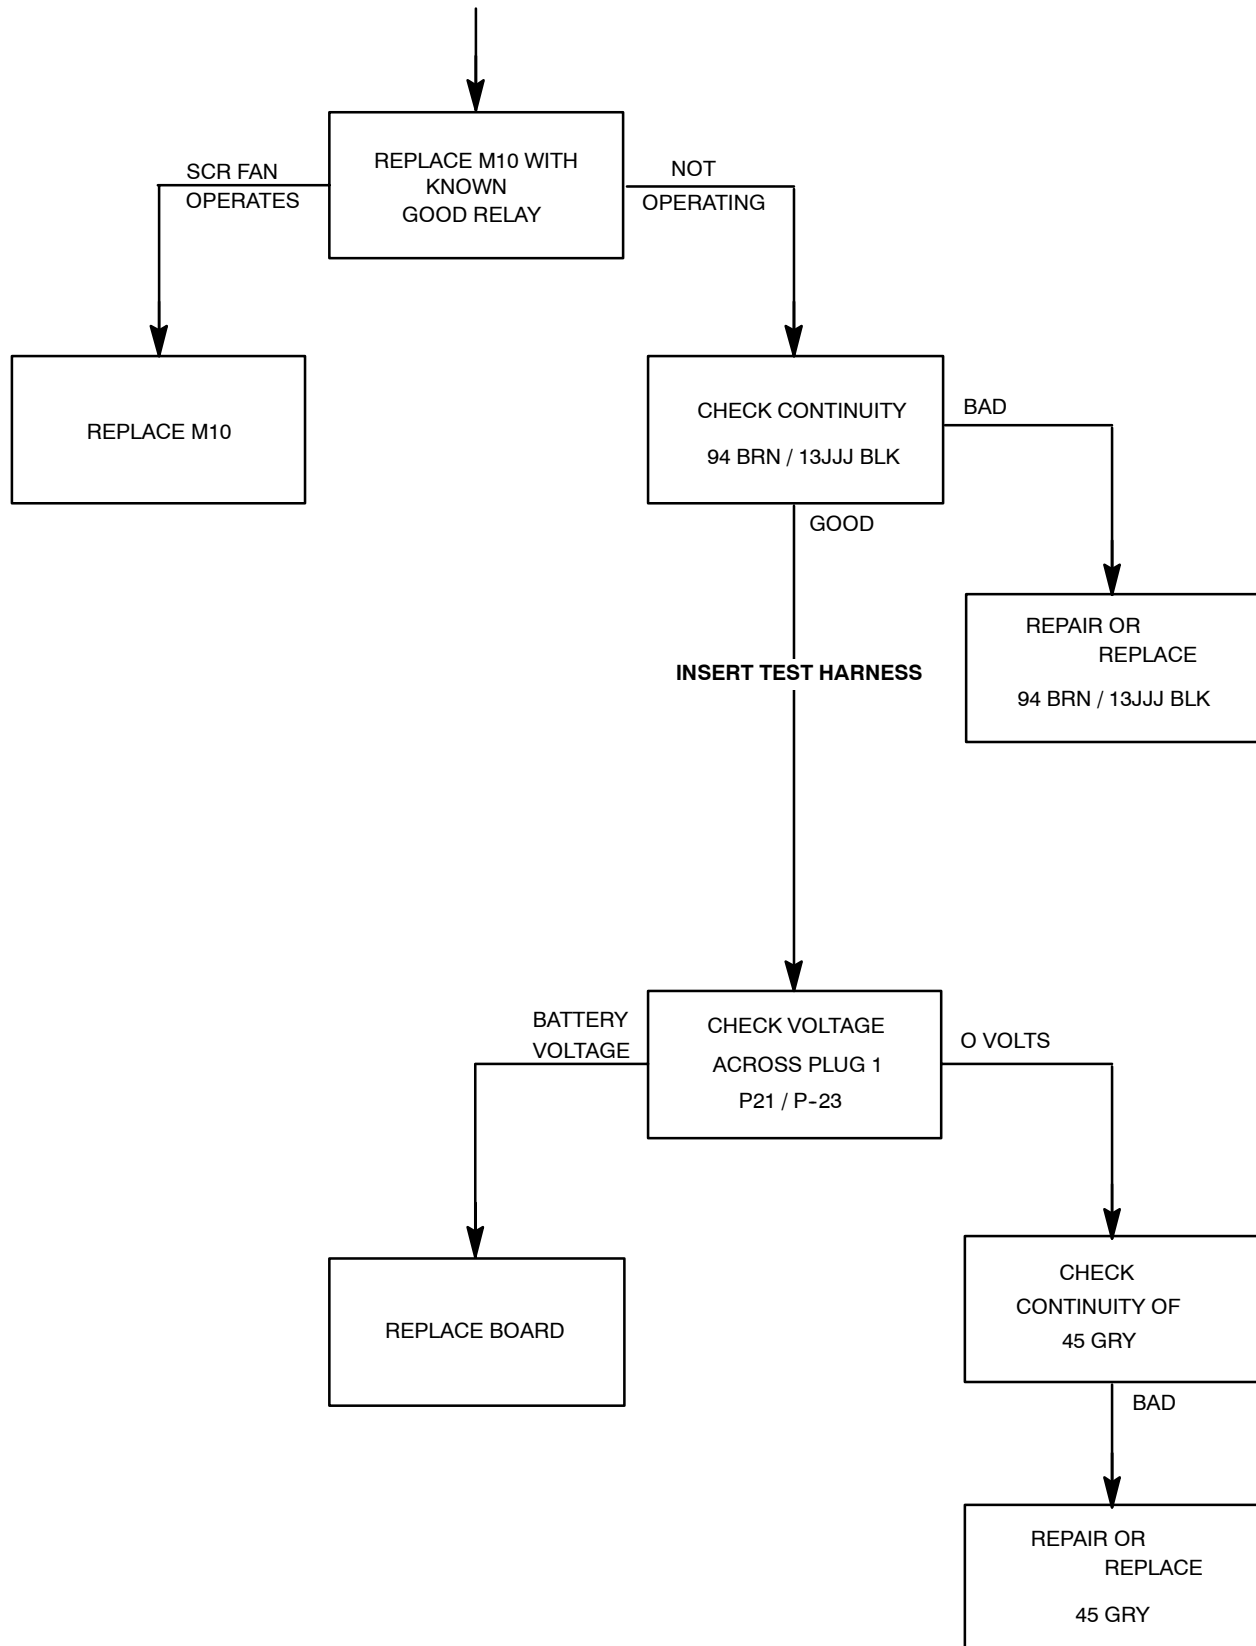 SCR FAN
OPERATES
REPLACE M10 WITH
KNOWN
GOOD RELAY
NOT
OPERATING
REPLACE M10
CHECK CONTINUITY
94 BRN / 13JJJ BLK
BAD
GOOD
REPAIR OR
REPLACE
94 BRN / 13JJJ BLK
INSERT TEST HARNESS
BATTERY
VOLTAGE
CHECK VOLTAGE
ACROSS PLUG 1
P21 / P-23
O VOLTS
REPLACE BOARD
CHECK
CONTINUITY OF
45 GRY
BAD
REPAIR OR
REPLACE
45 GRY